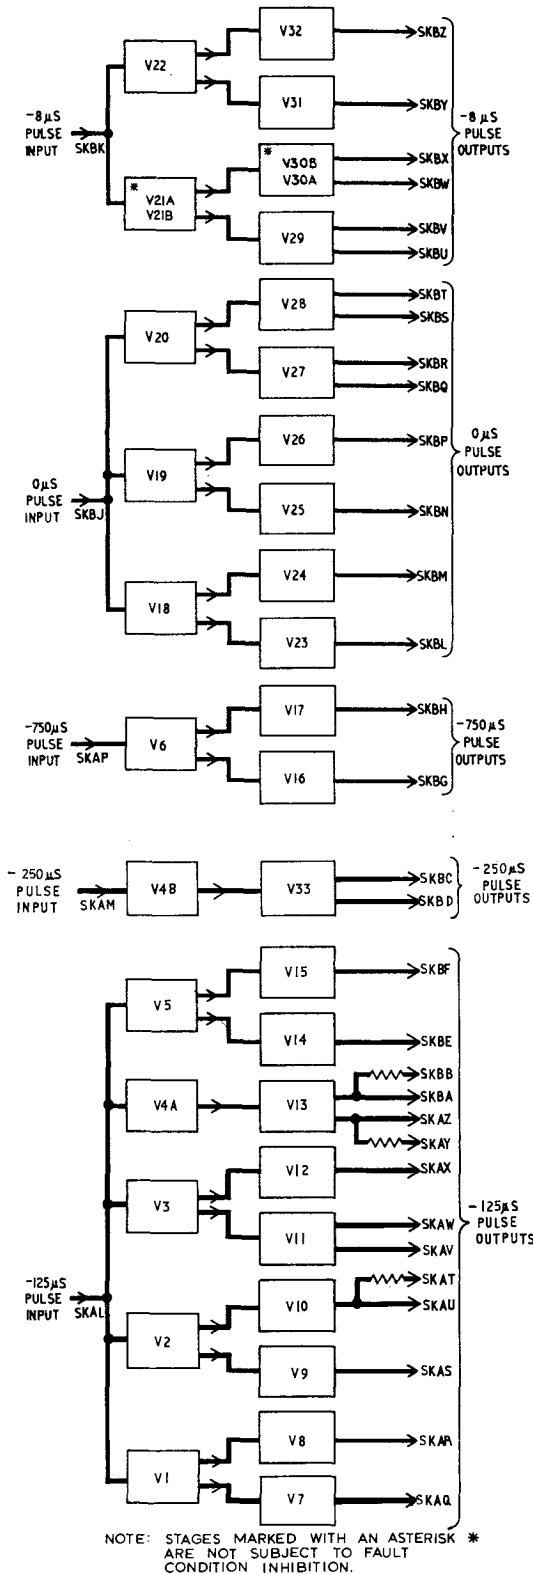 V32
SKBZ
V22
-8µS
PULSE
INPUT
SKBK
V31
SKBY
-8µS
PULSE
OUTPUTS
*
V21A
V21B
*
V30B
V30A
SKBX
SKBW
V29
SKBV
SKBU
V28
SKBT
SKBS
V20
V27
SKBR
SKBQ
0µS
PULSE
INPUT
SKBJ
V19
V26
SKBP
0µS
PULSE
OUTPUTS
V25
SKBN
V18
V24
SKBM
V23
SKBL
-750µS
PULSE
INPUT
SKAP
V6
V17
SKBH
-750µS
PULSE
OUTPUTS
V16
SKBG
- 250µS
PULSE
INPUT
SKAM
V4B
V33
SKBC
SKBD
- 250µS
PULSE
OUTPUTS
V5
V15
SKBF
V14
SKBE
V4A
V13
SKBB
SKBA
SKAZ
SKAY
V3
V12
SKAX
V11
SKAW
SKAV
-125µS
PULSE
OUTPUTS
-125µS
PULSE
INPUT
SKAL
V2
V10
SKAT
SKAU
V9
SKAS
V1
V8
SKAR
V7
SKAQ
NOTE: STAGES MARKED WITH AN ASTERISK *
ARE NOT SUBJECT TO FAULT
CONDITION INHIBITION.